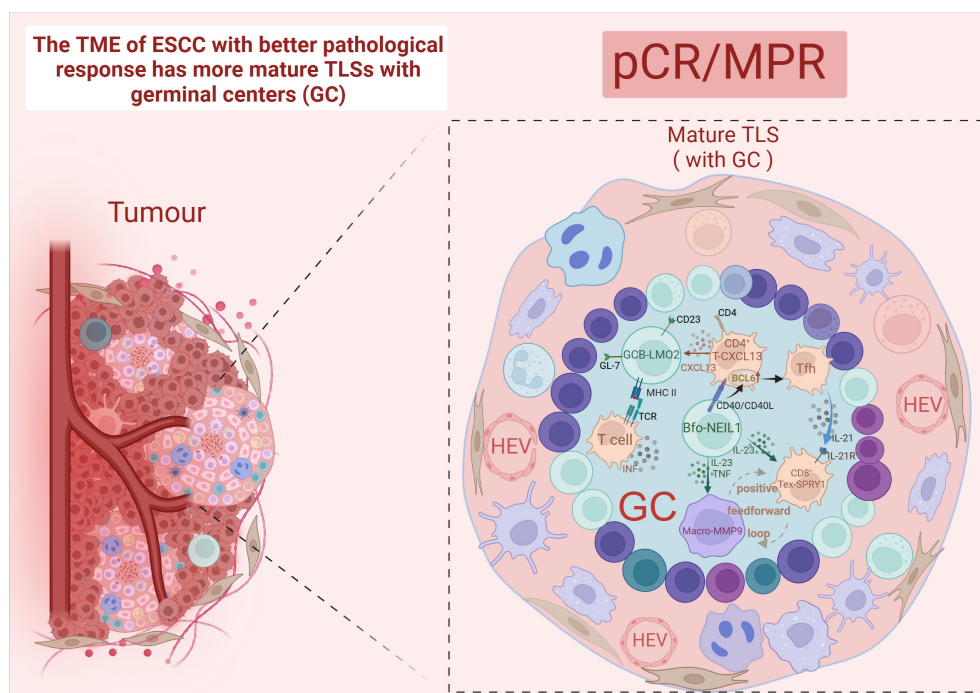 The TME of ESCC with better pathological
response has more mature TLSs with
germinal centers (GC)
pCR/MPR
Tumour
Mature TLS
( with GC )
CD23
CD4
GCB-LMO2
GL-7
CXCL13
CD4⁺
T-CXCL13
BCL6↑
Tfh
MHC II
TCR
CD40/CD40L
T cell
INF
Bfo-NEIL1
IL-23
IL-23
TNF
IL-21
IL-21R
CD8⁺
Tex-SPRY1
positive
feedforward
loop
GC
Macro-MMP9
HEV
HEV
HEV